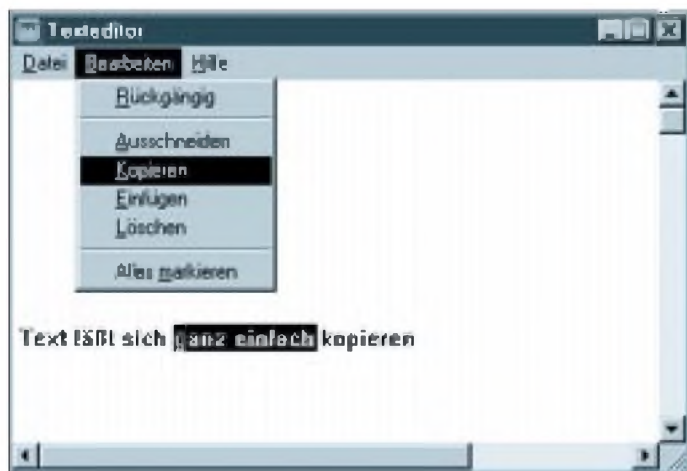 Texteditor
Datei Bearbeiten Hilfe
Rückgängig
Ausschneiden
Kopieren
Einfügen
Löschen
Alles markieren
Text läßt sich ganz einfach kopieren